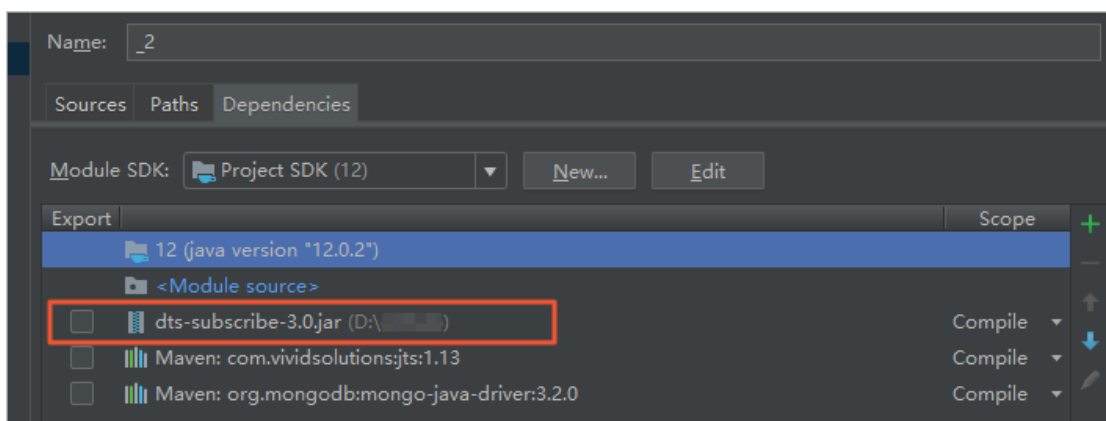 Name: _2
Sources Paths Dependencies
Module SDK: Project SDK (12) New... Edit
Export Scope
12 (java version "12.0.2")
<Module source>
dts-subscribe-3.0.jar (D:\ ) Compile
Maven: com.vividsolutions:jts:1.13 Compile
Maven: org.mongodb:mongo-java-driver:3.2.0 Compile